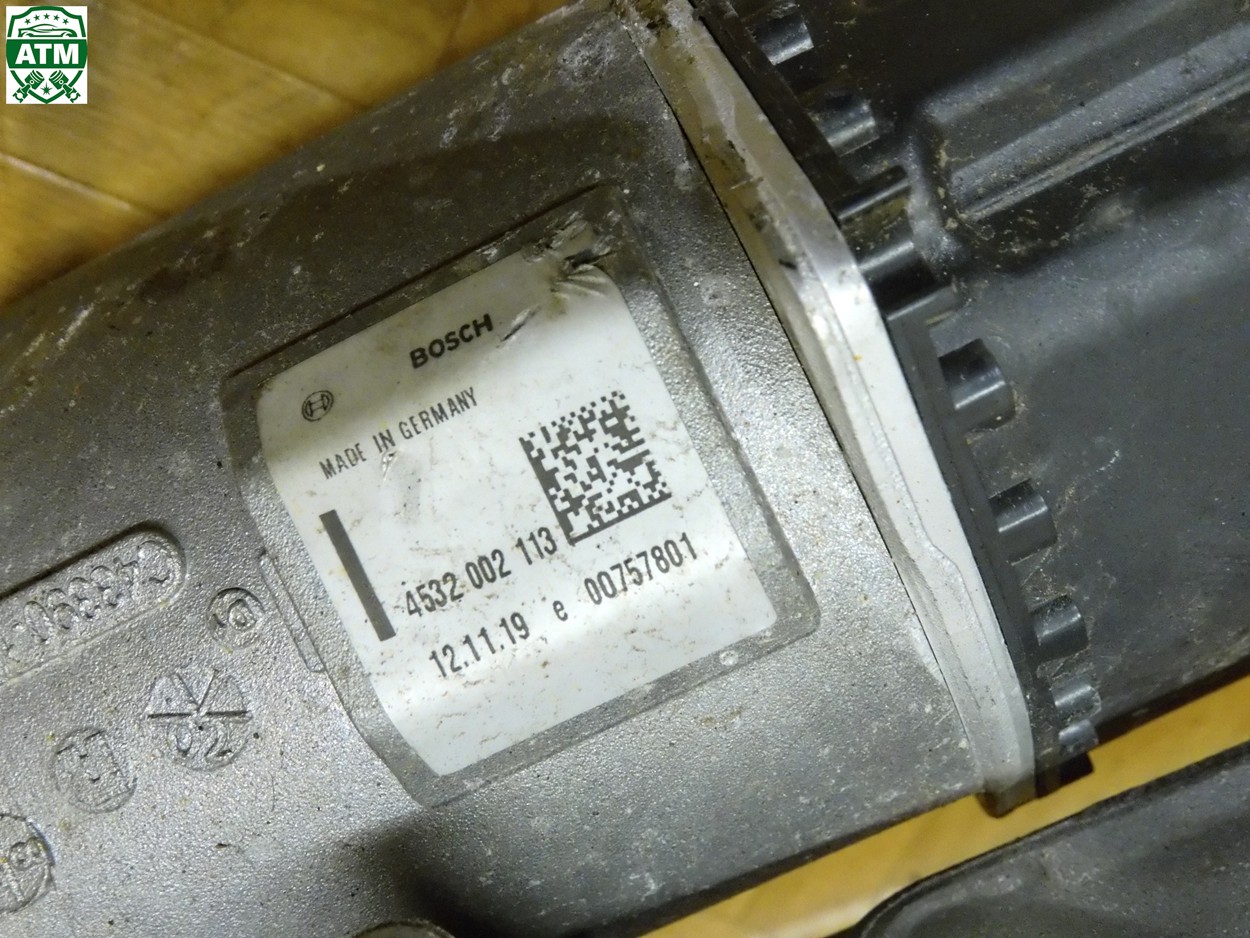 ATM
BOSCH
MADE IN GERMANY
4532 002 113
12.11.19 e 00757801